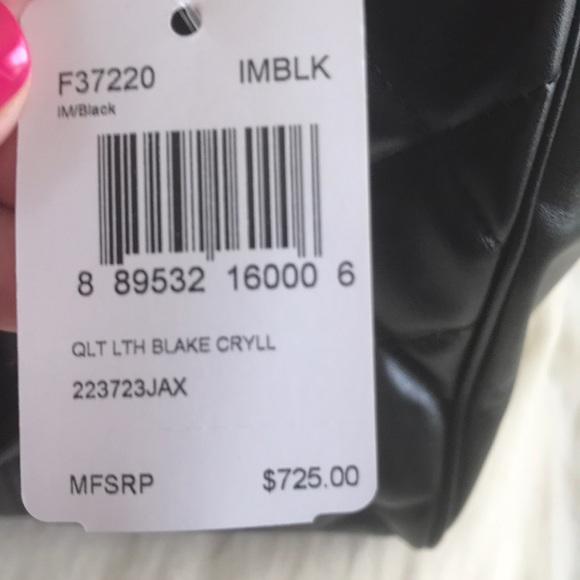 F37220 IMBLK
IM/Black
8 89532 16000 6
QLT LTH BLAKE CRYLL
223723JAX
MFSRP $725.00